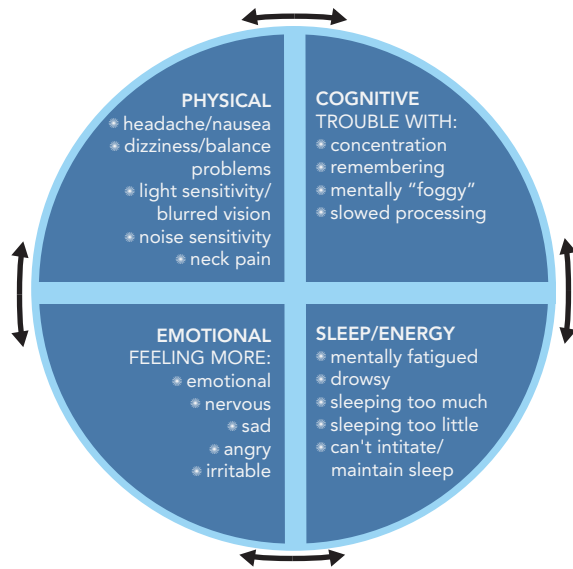 PHYSICAL
✺ headache/nausea
✺ dizziness/balance
problems
✺ light sensitivity/
blurred vision
✺ noise sensitivity
✺ neck pain
COGNITIVE
TROUBLE WITH:
✺ concentration
✺ remembering
✺ mentally “foggy”
✺ slowed processing
EMOTIONAL
FEELING MORE:
✺ emotional
✺ nervous
✺ sad
✺ angry
✺ irritable
SLEEP/ENERGY
✺ mentally fatigued
✺ drowsy
✺ sleeping too much
✺ sleeping too little
✺ can't intitate/
maintain sleep